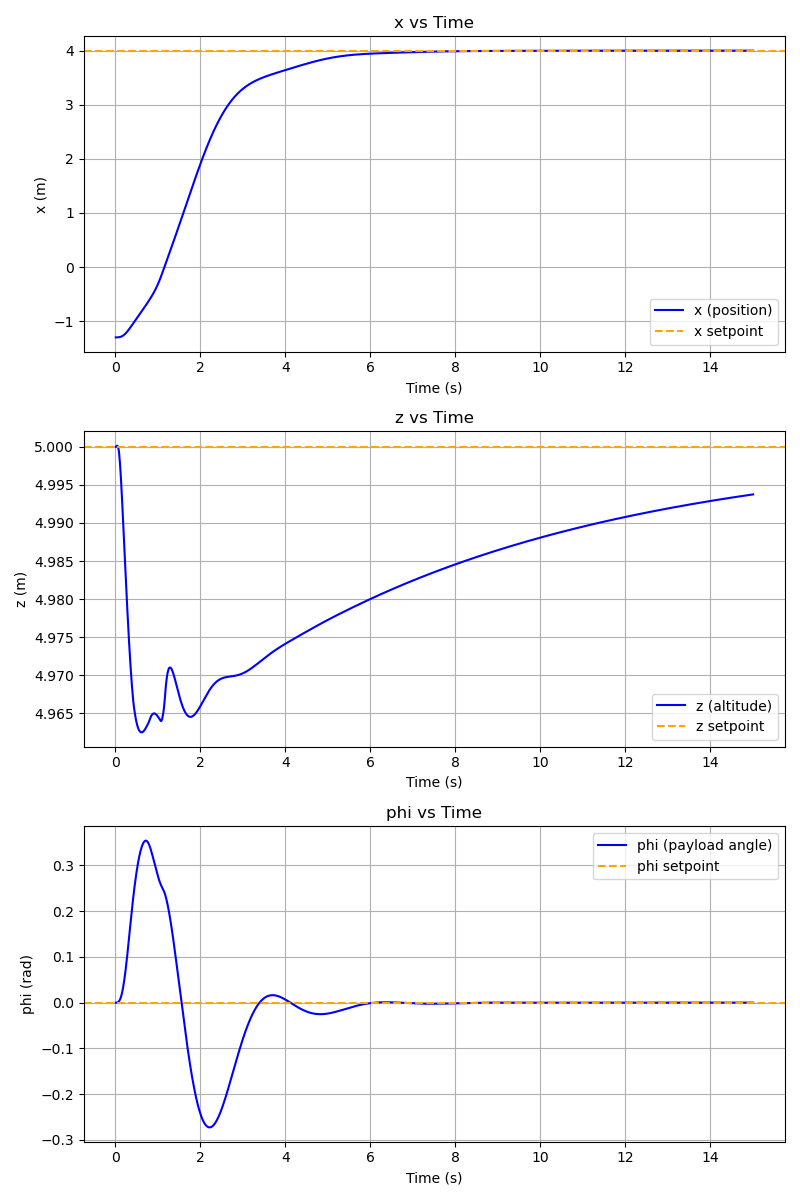 x vs Time
4
3
2
1
0
−1
x (m)
x (position)
x setpoint
0 2 4 6 8 10 12 14
Time (s)
z vs Time
5.000
4.995
4.990
4.985
4.980
4.975
4.970
4.965
z (m)
z (altitude)
z setpoint
0 2 4 6 8 10 12 14
Time (s)
phi vs Time
0.3
0.2
0.1
0.0
−0.1
−0.2
−0.3
phi (rad)
phi (payload angle)
phi setpoint
0 2 4 6 8 10 12 14
Time (s)